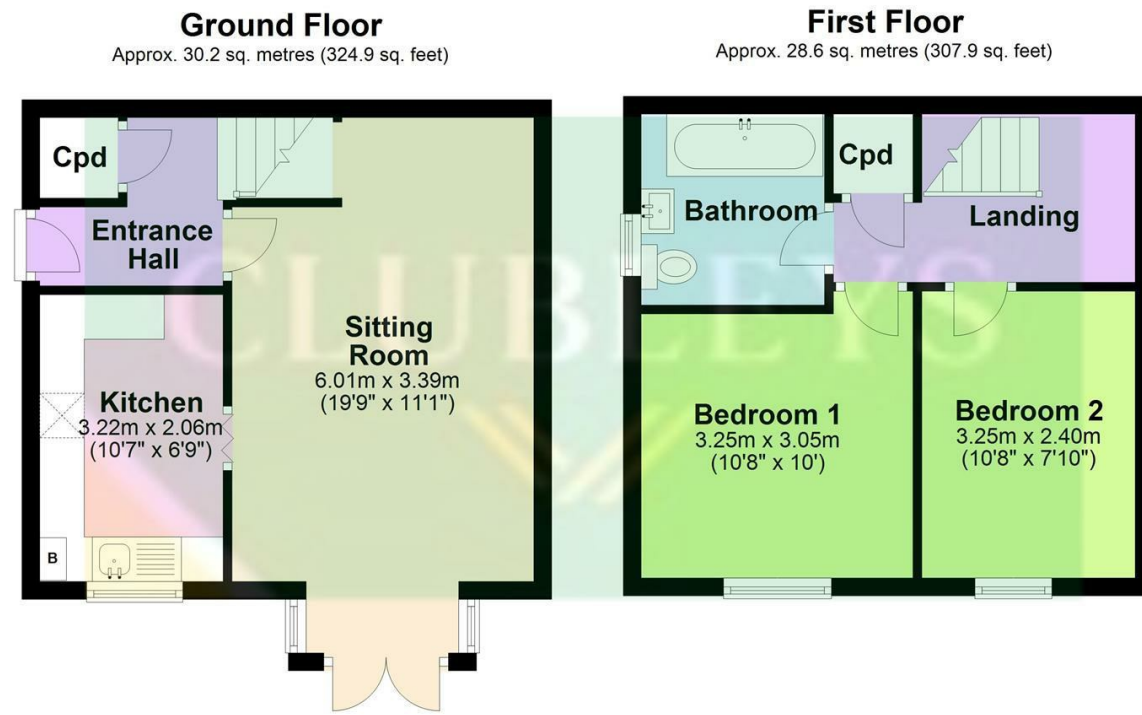 Ground Floor
Approx. 30.2 sq. metres (324.9 sq. feet)
First Floor
Approx. 28.6 sq. metres (307.9 sq. feet)
Cpd
Entrance
Hall
Sitting
Room
6.01m x 3.39m
(19'9" x 11'1")
Kitchen
3.22m x 2.06m
(10'7" x 6'9")
B
Cpd
Bathroom
Landing
Bedroom 1
3.25m x 3.05m
(10'8" x 10')
Bedroom 2
3.25m x 2.40m
(10'8" x 7'10")
CLUBLEYS